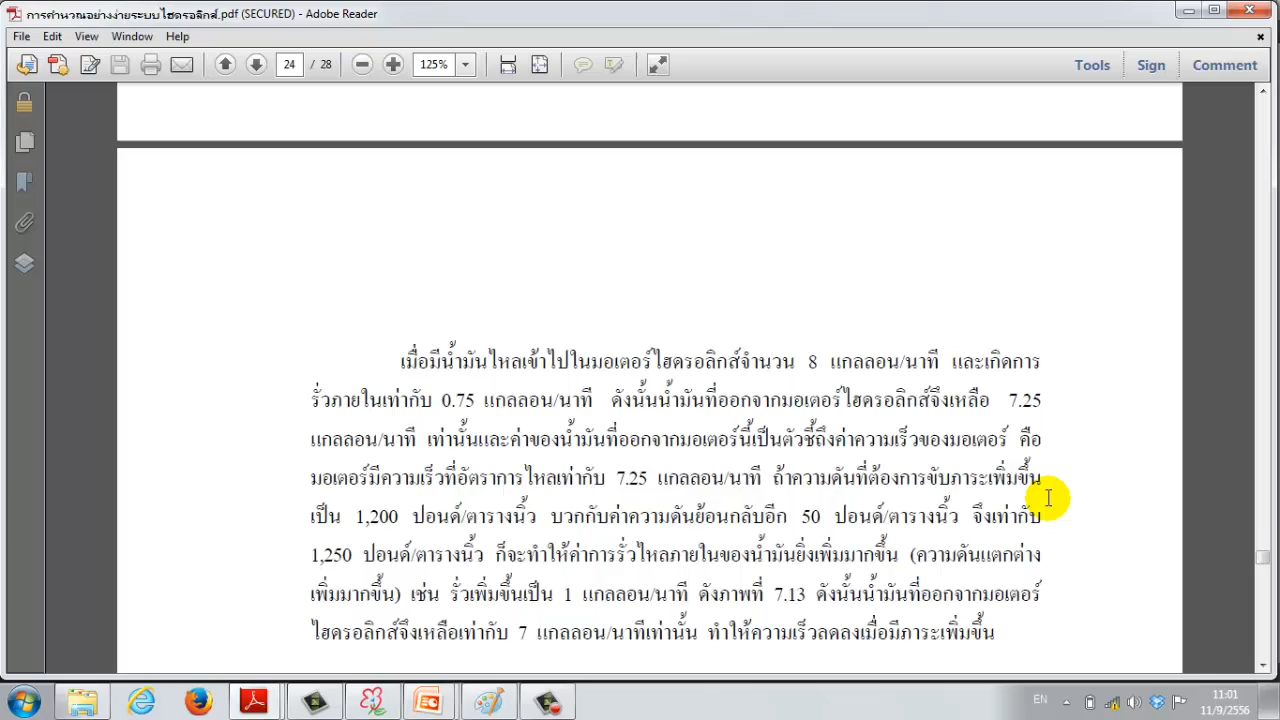 การคำนวณอย่างง่ายระบบไฮดรอลิกส์.pdf (SECURED) - Adobe Reader
File Edit View Window Help
24 / 28 125% Tools Sign Comment
เมื่อมีน้ำมันไหลเข้าไปในมอเตอร์ไฮดรอลิกส์จำนวน 8 แกลลอน/นาที และเกิดการ
รั่วภายในเท่ากับ 0.75 แกลลอน/นาที ดังนั้นน้ำมันที่ออกจากมอเตอร์ไฮดรอลิกส์จึงเหลือ 7.25
แกลลอน/นาที เท่านั้นและค่าของน้ำมันที่ออกจากมอเตอร์นี้เป็นตัวชี้ถึงค่าความเร็วของมอเตอร์ คือ
มอเตอร์มีความเร็วที่อัตราการไหลเท่ากับ 7.25 แกลลอน/นาที ถ้าความดันที่ต้องการขับภาระเพิ่มขึ้น
เป็น 1,200 ปอนด์/ตารางนิ้ว บวกกับค่าความดันย้อนกลับอีก 50 ปอนด์/ตารางนิ้ว จึงเท่ากับ
1,250 ปอนด์/ตารางนิ้ว ก็จะทำให้ค่าการรั่วไหลภายในของน้ำมันยิ่งเพิ่มมากขึ้น (ความดันแตกต่าง
เพิ่มมากขึ้น) เช่น รั่วเพิ่มขึ้นเป็น 1 แกลลอน/นาที ดังภาพที่ 7.13 ดังนั้นน้ำมันที่ออกจากมอเตอร์
ไฮดรอลิกส์จึงเหลือเท่ากับ 7 แกลลอน/นาทีเท่านั้น ทำให้ความเร็วลดลงเมื่อมีภาระเพิ่มขึ้น
EN 11:01
11/9/2556